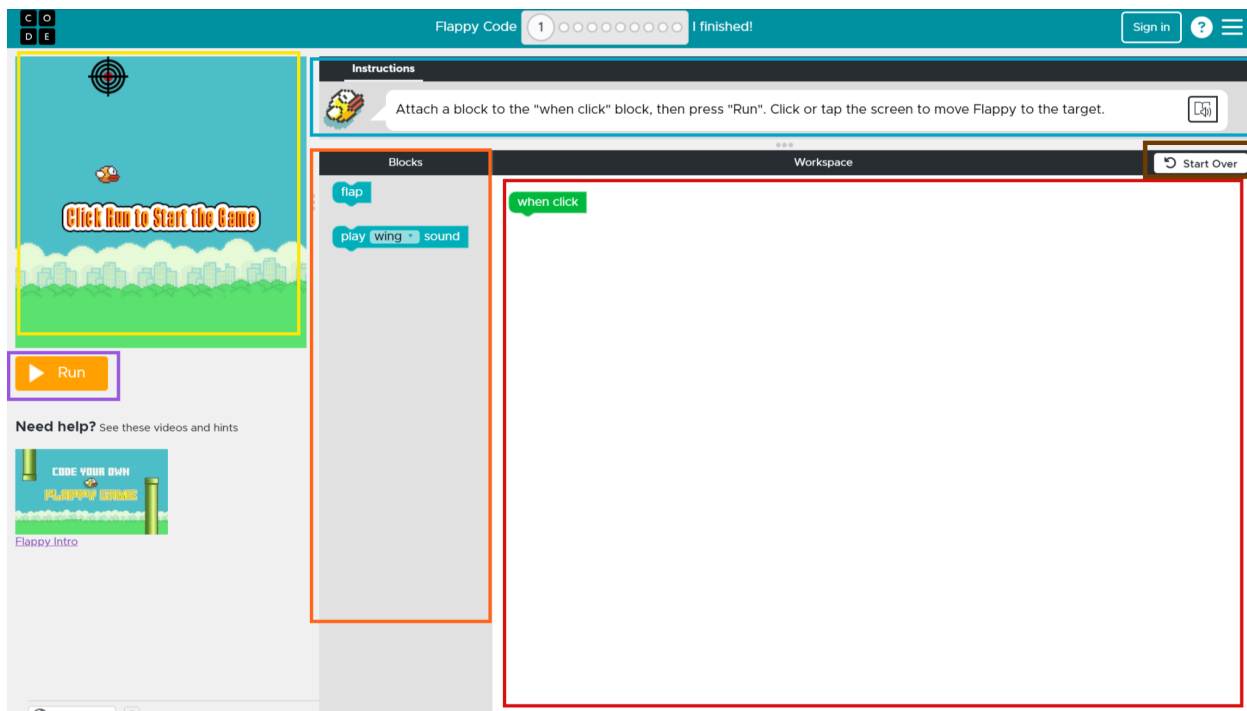 C O
D E
Flappy Code
1
I finished!
Sign in
?
Click Run to Start the Game
Instructions
Attach a block to the "when click" block, then press "Run". Click or tap the screen to move Flappy to the target.
Blocks
Workspace
Start Over
flap
play wing sound
when click
Run
Need help? See these videos and hints
CODE YOUR OWN
FLAPPY GAME
Flappy Intro